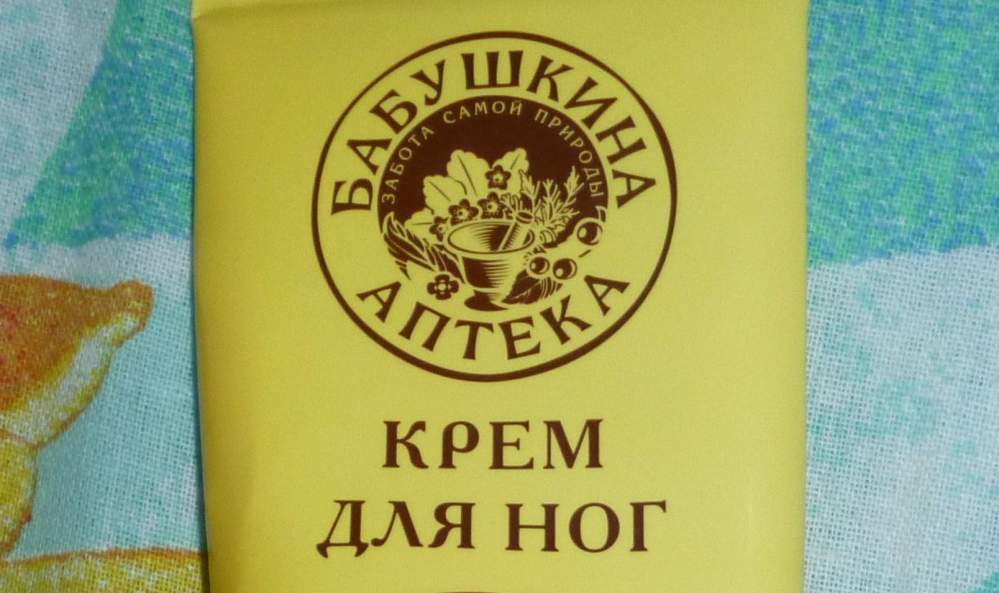 БАБУШКИНА
ЗАБОТА САМОЙ ПРИРОДЫ
АПТЕКА
КРЕМ
ДЛЯ НОГ